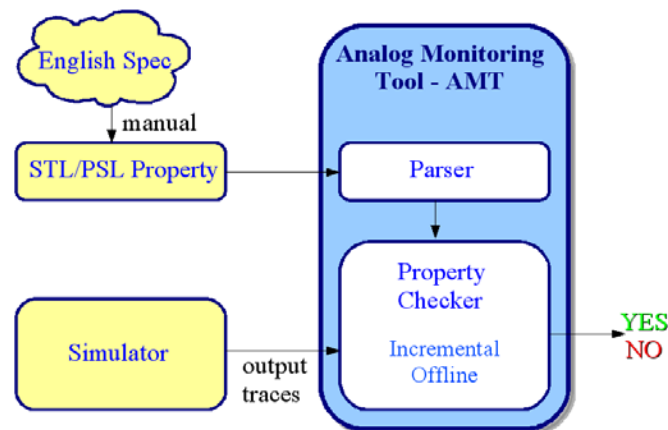 English Spec
manual
STL/PSL Property
Simulator
output
traces
Analog Monitoring
Tool - AMT
Parser
Property
Checker
Incremental
Offline
YES
NO